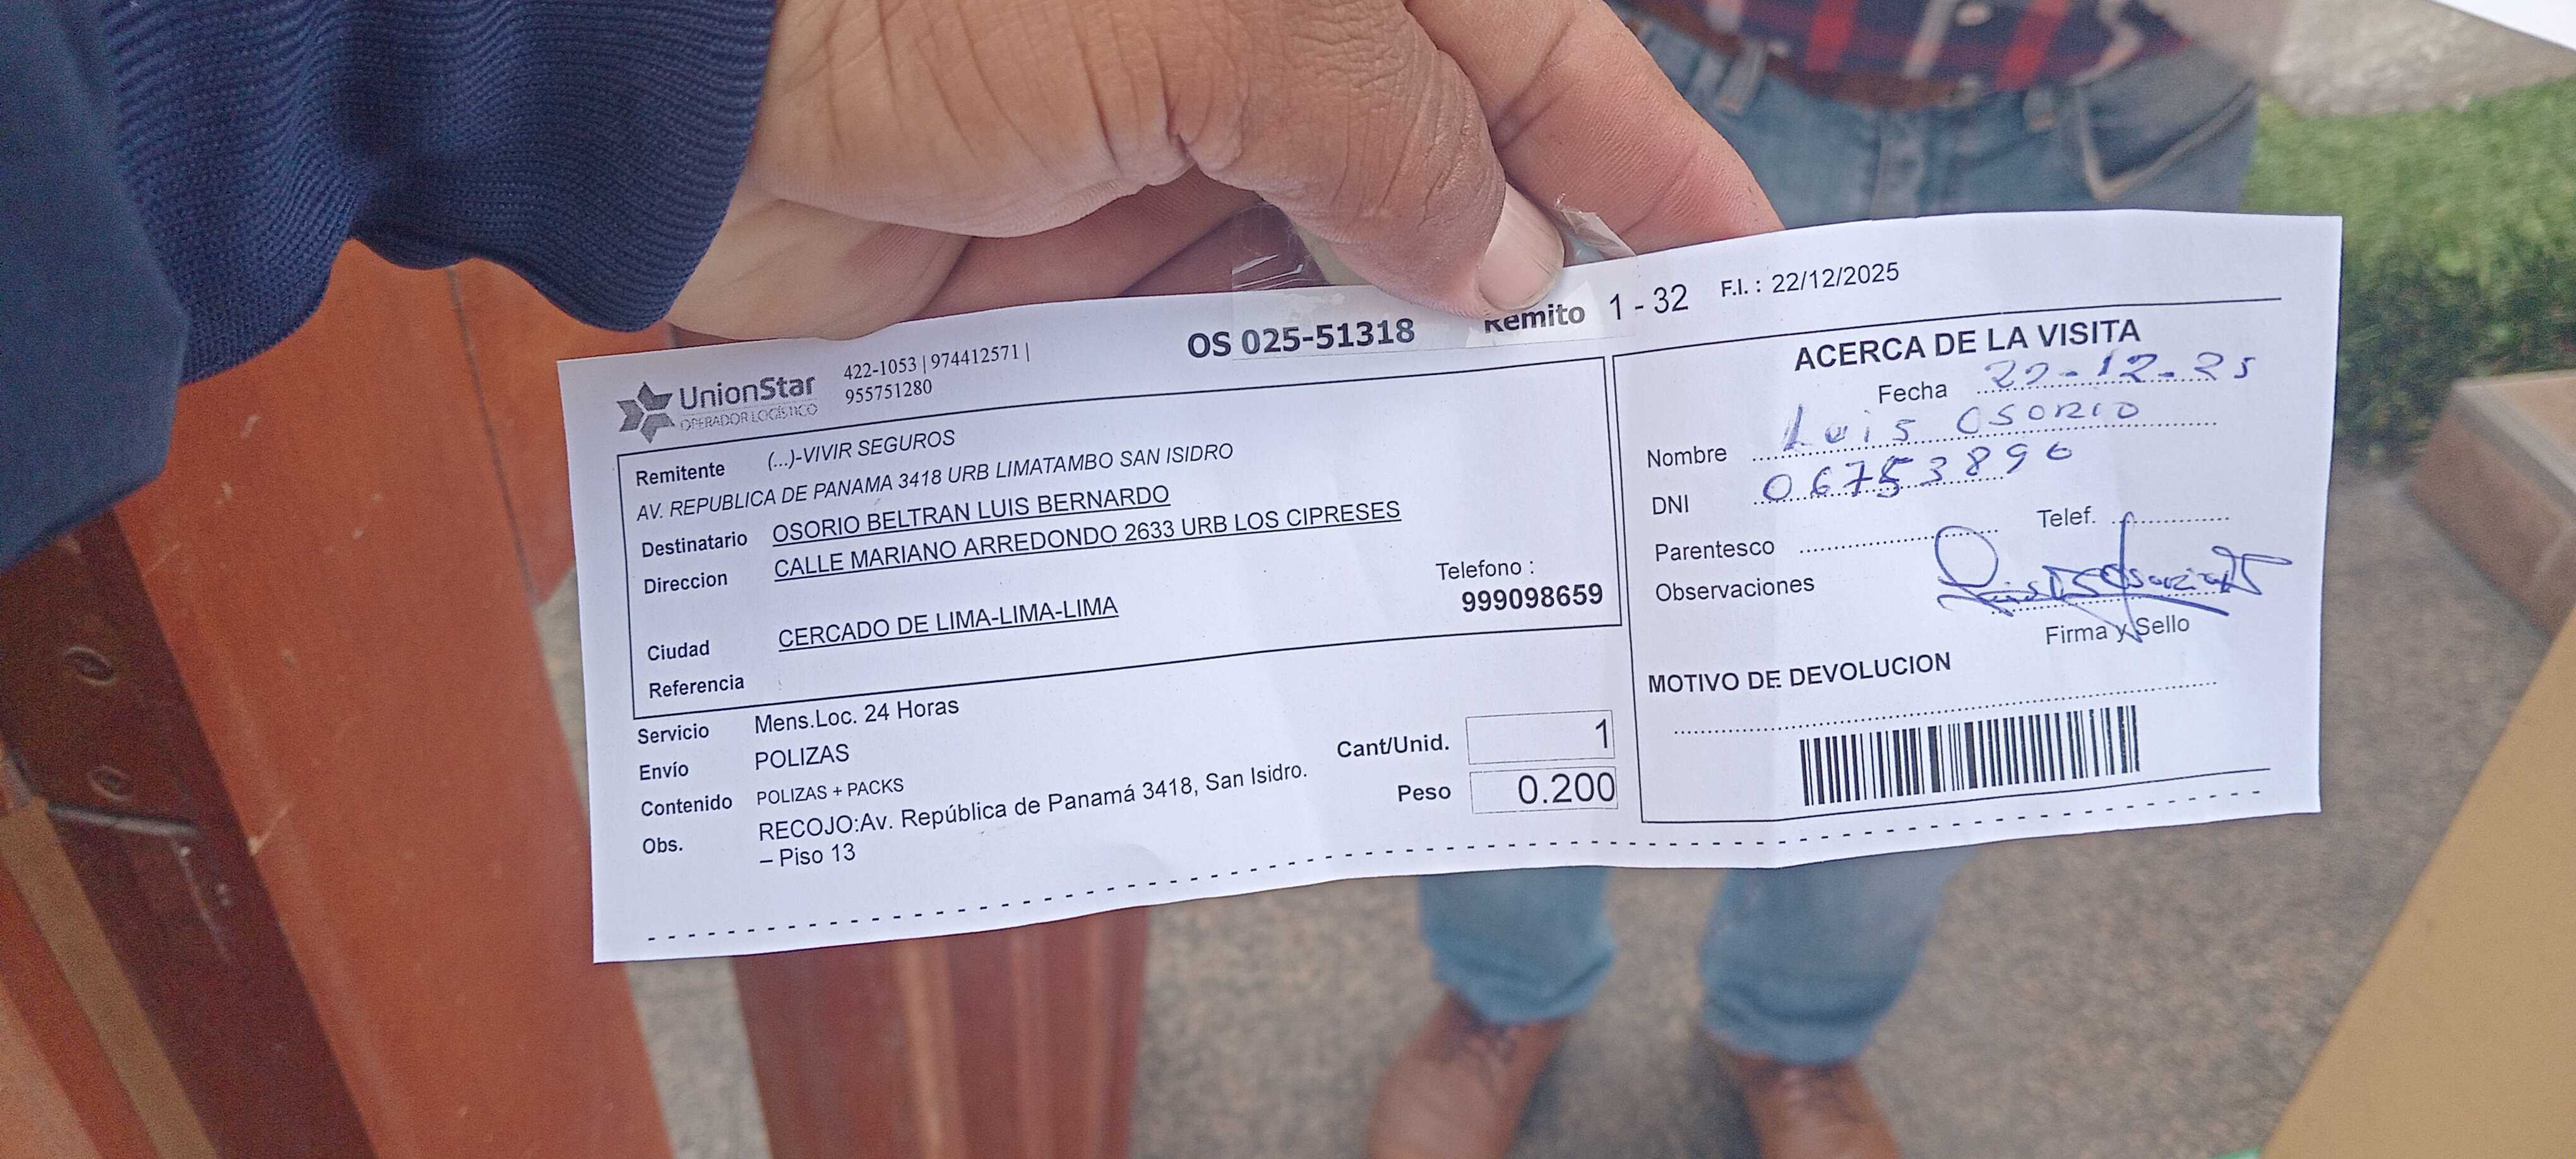 OS 025-51318 Remito 1 - 32 F.I. : 22/12/2025
UnionStar
OPERADOR LOGÍSTICO
422-1053 | 974412571 |
955751280
Remitente (...)-VIVIR SEGUROS
AV. REPUBLICA DE PANAMA 3418 URB LIMATAMBO SAN ISIDRO
Destinatario OSORIO BELTRAN LUIS BERNARDO
Direccion CALLE MARIANO ARREDONDO 2633 URB LOS CIPRESES
Telefono :
999098659
Ciudad CERCADO DE LIMA-LIMA-LIMA
Referencia
Servicio Mens.Loc. 24 Horas
Envío POLIZAS
Contenido POLIZAS + PACKS
Obs. RECOJO:Av. República de Panamá 3418, San Isidro.
– Piso 13
Cant/Unid. 1
Peso 0.200
ACERCA DE LA VISITA
Fecha 22-12-25
Nombre Luis OSORIO
DNI 06753896
Parentesco Telef.
Observaciones
Firma y Sello
MOTIVO DE DEVOLUCION